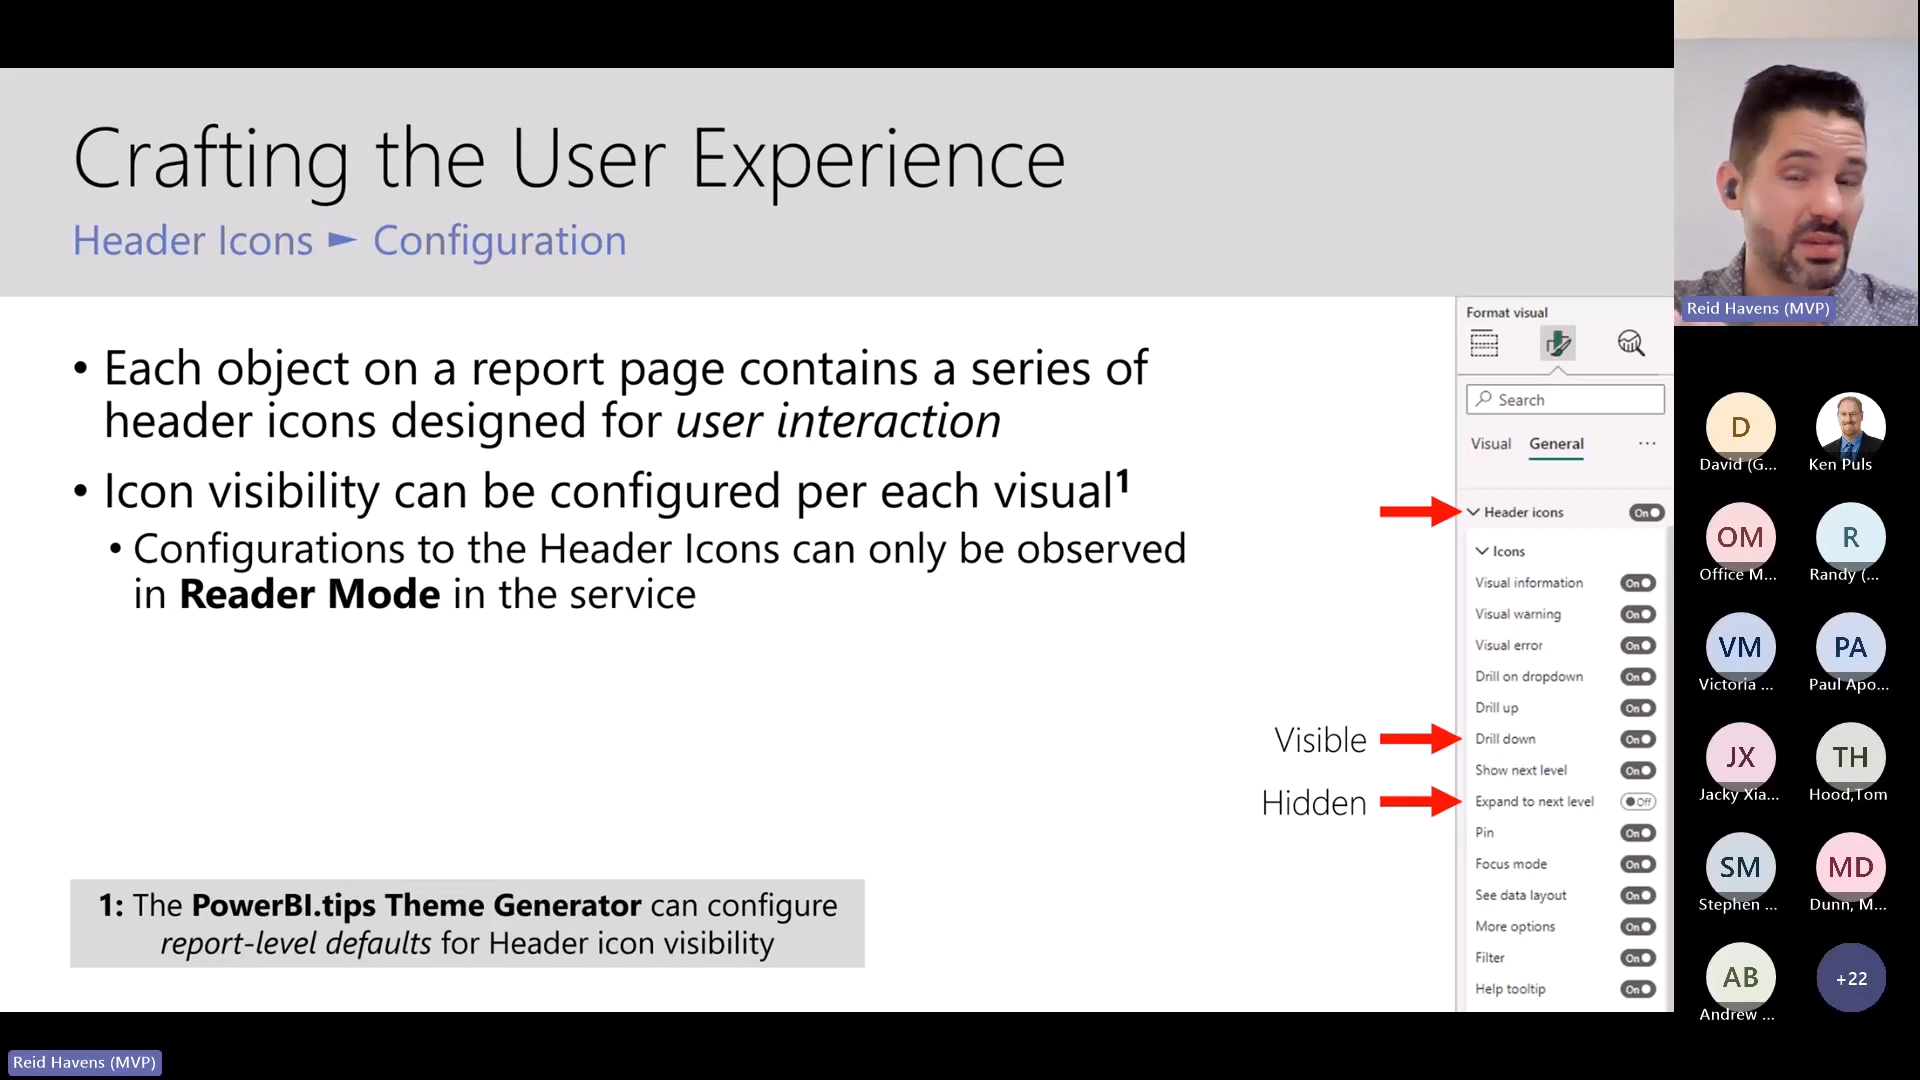 Crafting the User Experience
Header Icons ► Configuration
• Each object on a report page contains a series of
header icons designed for user interaction
• Icon visibility can be configured per each visual¹
• Configurations to the Header Icons can only be observed
in Reader Mode in the service
1: The PowerBI.tips Theme Generator can configure
report-level defaults for Header icon visibility
Visible
Hidden
Format visual
Search
Visual General ...
Header icons On
Icons
Visual information On
Visual warning On
Visual error On
Drill on dropdown On
Drill up On
Drill down On
Show next level On
Expand to next level Off
Pin On
Focus mode On
See data layout On
More options On
Filter On
Help tooltip On
Reid Havens (MVP)
D
David (G...
Ken Puls
OM
Office M...
R
Randy (...
VM
Victoria ...
PA
Paul Apo...
JX
Jacky Xia...
TH
Hood,Tom
SM
Stephen ...
MD
Dunn, M...
AB
Andrew ...
+22
Reid Havens (MVP)